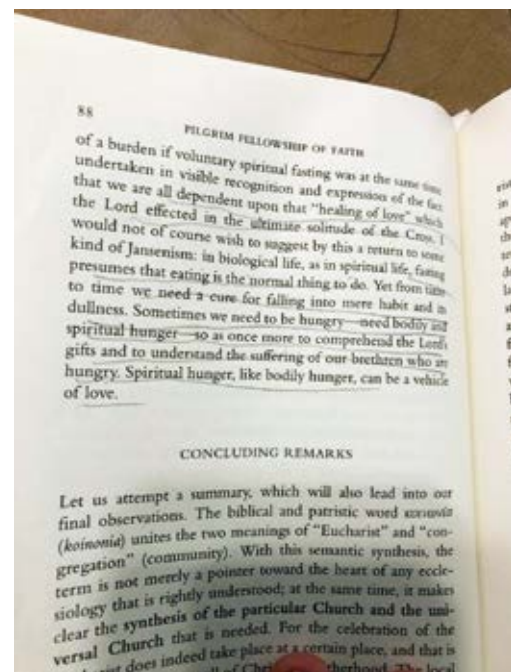 88
PILGRIM FELLOWSHIP OF FAITH
of a burden if voluntary spiritual fasting was at the same time
undertaken in visible recognition and expression of the fact
that we are all dependent upon that “healing of love” which
the Lord effected in the ultimate solitude of the Cross. I
would not of course wish to suggest by this a return to some
kind of Jansenism: in biological life, as in spiritual life, fasting
presumes that eating is the normal thing to do. Yet from time
to time we need a cure for falling into mere habit and its
dullness. Sometimes we need to be hungry—need bodily and
spiritual hunger—so as once more to comprehend the Lord's
gifts and to understand the suffering of our brethren who are
hungry. Spiritual hunger, like bodily hunger, can be a vehicle
of love.
CONCLUDING REMARKS
Let us attempt a summary, which will also lead into our
final observations. The biblical and patristic word
(koinonia) unites the two meanings of “Eucharist” and “con-
gregation” (community). With this semantic synthesis, the
term is not merely a pointer toward the heart of any eccle-
siology that is rightly understood; at the same time, it makes
clear the synthesis of the particular Church and the uni-
versal Church that is needed. For the celebration of the
does indeed take place at a certain place, and that is